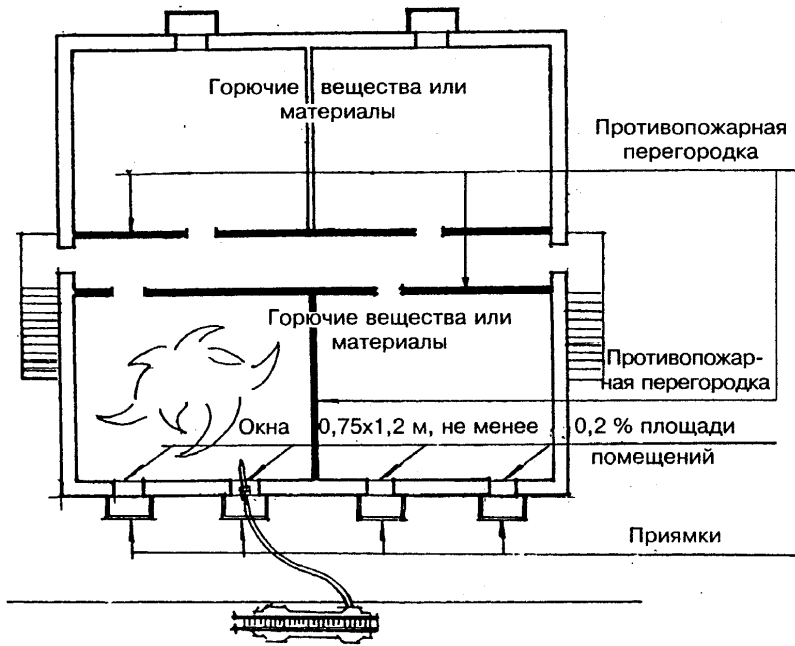 Горючие вещества или
материалы
Противопожарная
перегородка
Горючие вещества или
материалы
Противопожар-
ная перегородка
Окна 0,75х1,2 м, не менее 0,2 % площади
помещений
Приямки